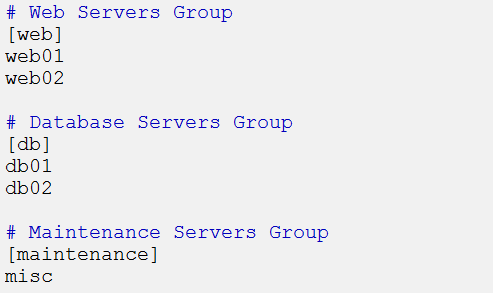 # Web Servers Group
[web]
web01
web02
# Database Servers Group
[db]
db01
db02
# Maintenance Servers Group
[maintenance]
misc